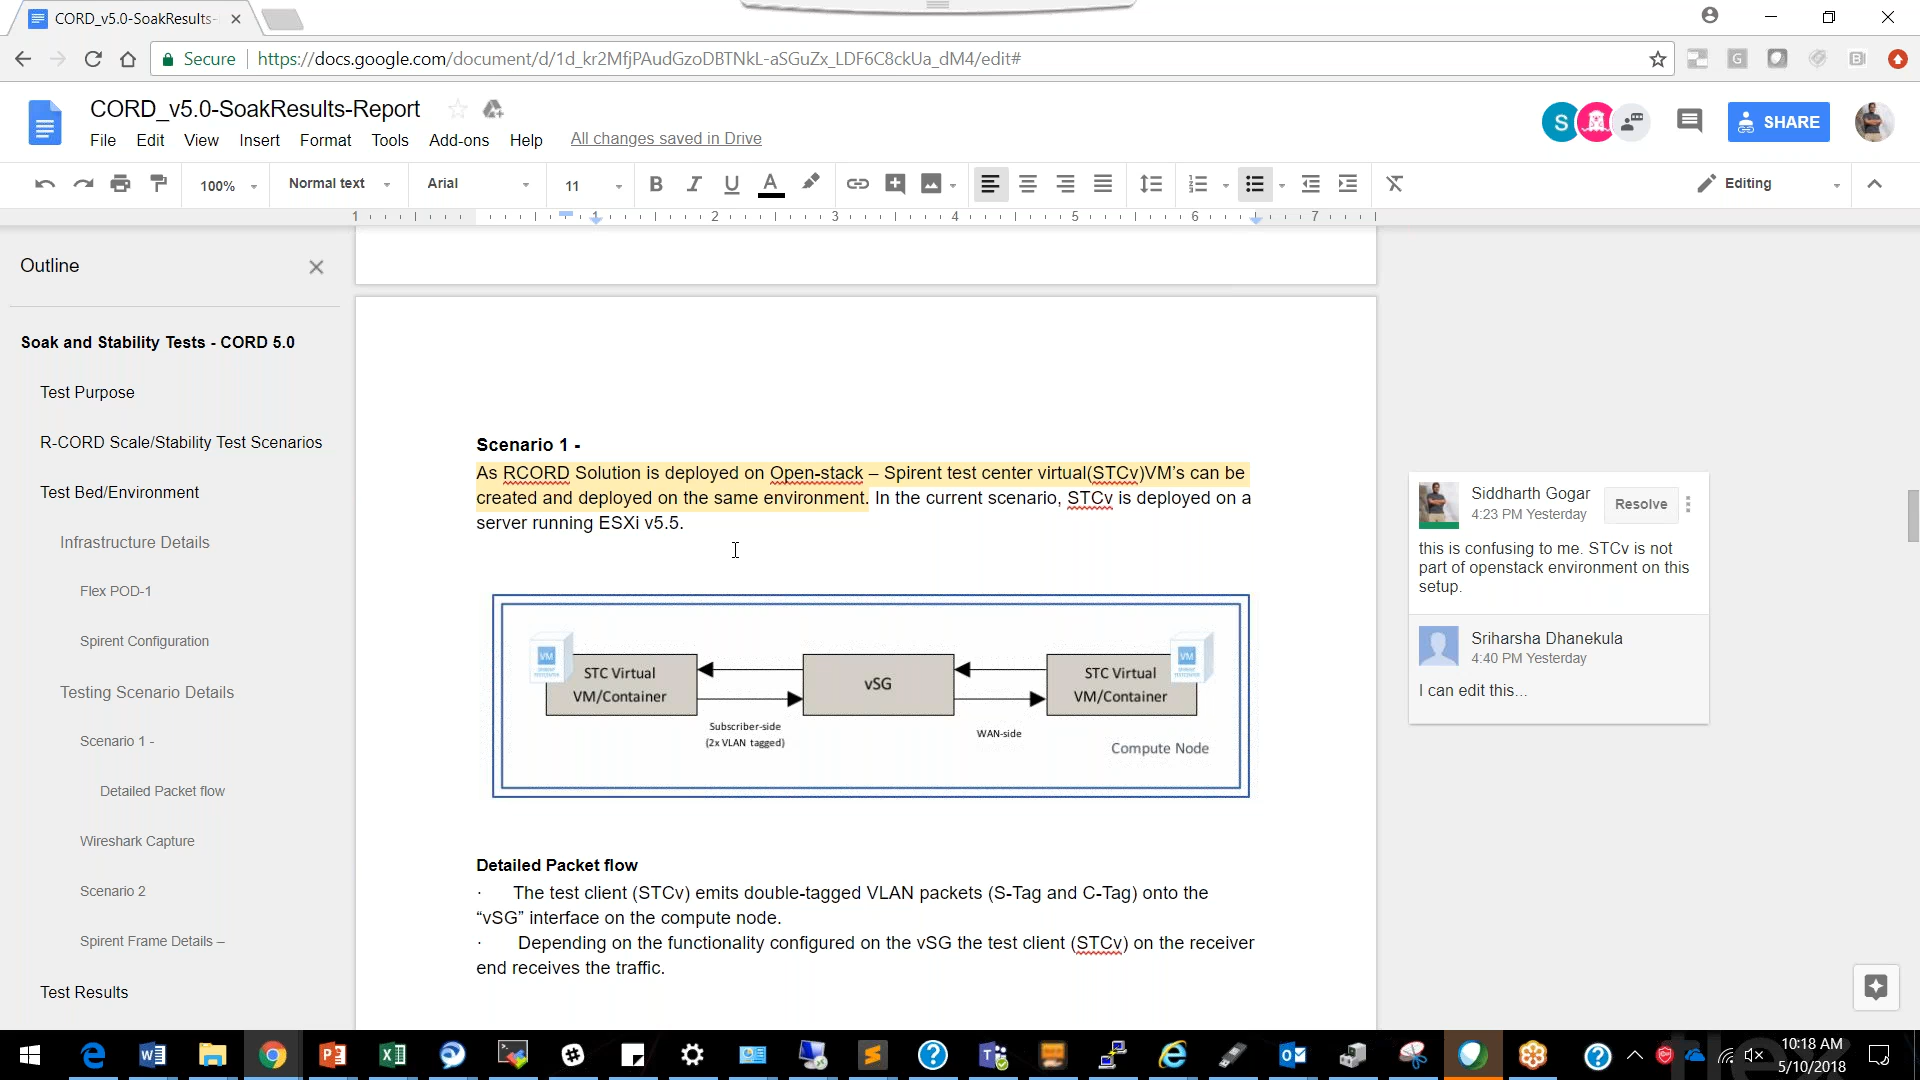 CORD_v5.0-SoakResults-
Secure https://docs.google.com/document/d/1d_kr2MfjPAudGzoDBTNkL-aSGuZx_LDF6C8ckUa_dM4/edit#
CORD_v5.0-SoakResults-Report
File Edit View Insert Format Tools Add-ons Help All changes saved in Drive
S
SHARE
100% Normal text Arial 11 B I U A Editing
1 1 2 3 4 5 6 7
Outline
Soak and Stability Tests - CORD 5.0
Test Purpose
R-CORD Scale/Stability Test Scenarios
Test Bed/Environment
Infrastructure Details
Flex POD-1
Spirent Configuration
Testing Scenario Details
Scenario 1 -
Detailed Packet flow
Wireshark Capture
Scenario 2
Spirent Frame Details –
Test Results
Scenario 1 -
As RCORD Solution is deployed on Open-stack – Spirent test center virtual(STCv)VM's can be
created and deployed on the same environment. In the current scenario, STCv is deployed on a
server running ESXi v5.5.
VM
STC Virtual
VM/Container
vSG
VM
STC Virtual
VM/Container
Subscriber-side
(2x VLAN tagged)
WAN-side
Compute Node
Detailed Packet flow
· The test client (STCv) emits double-tagged VLAN packets (S-Tag and C-Tag) onto the
“vSG” interface on the compute node.
· Depending on the functionality configured on the vSG the test client (STCv) on the receiver
end receives the traffic.
Siddharth Gogar
4:23 PM Yesterday
Resolve
this is confusing to me. STCv is not
part of openstack environment on this
setup.
Sriharsha Dhanekula
4:40 PM Yesterday
I can edit this...
10:18 AM
5/10/2018